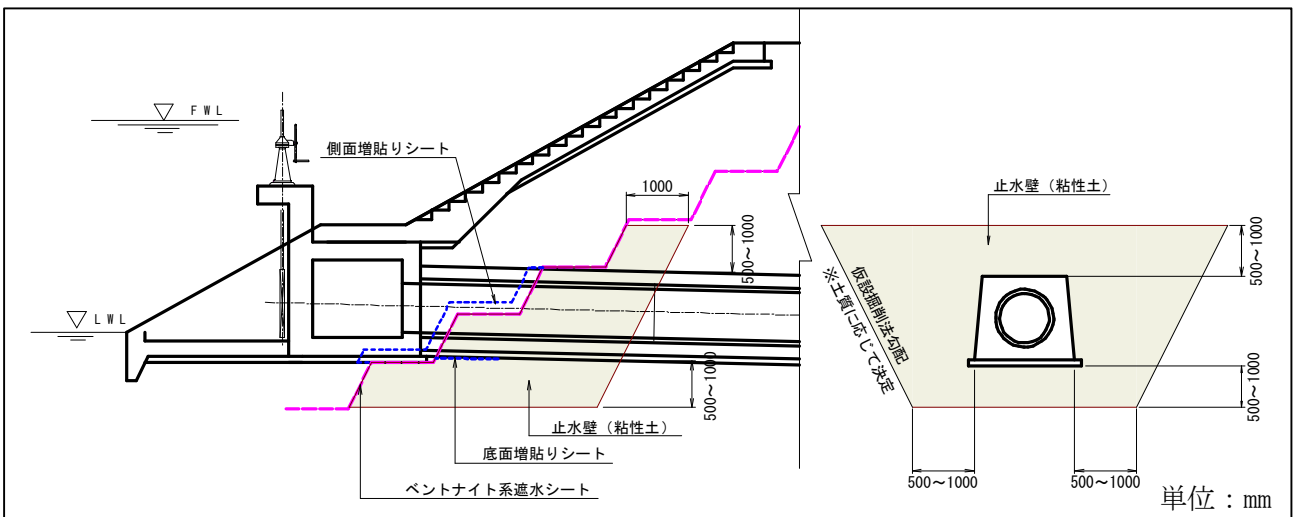 ＦＷＬ
側面増貼りシート
1000
500～1000
ＬＷＬ
500～1000
止水壁（粘性土）
底面増貼りシート
ベントナイト系遮水シート
止水壁（粘性土）
500～1000
仮設掘削法勾配
※土質に応じて決定
500～1000
500～1000
500～1000
単位：mm